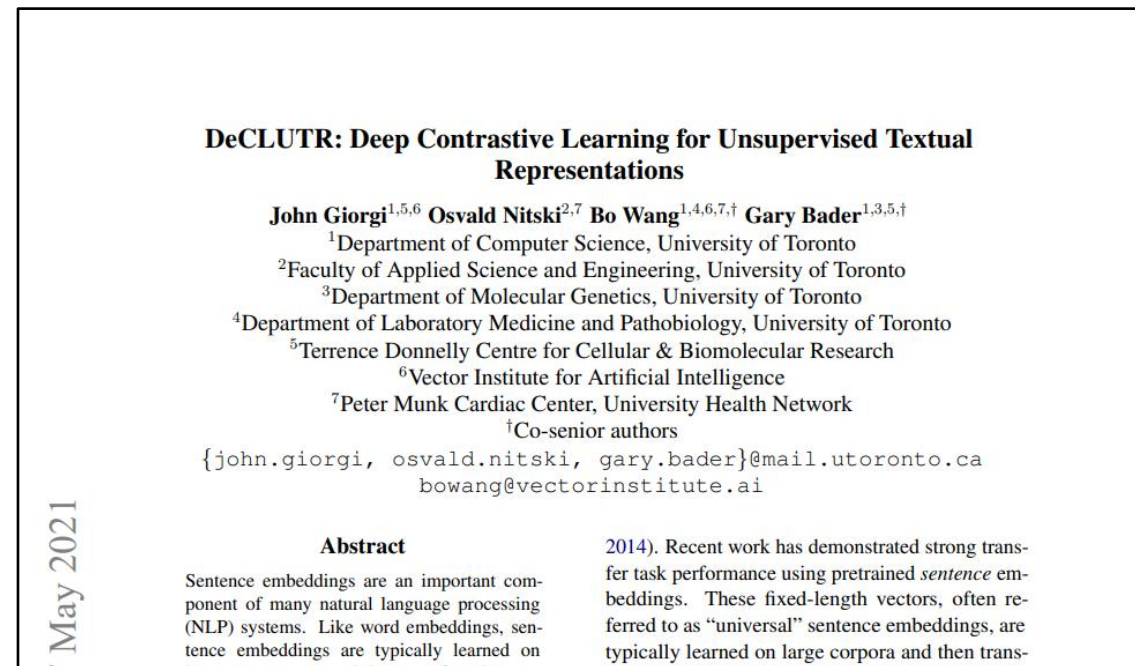 DeCLUTR: Deep Contrastive Learning for Unsupervised Textual
Representations
John Giorgi1,5,6 Osvald Nitski2,7 Bo Wang1,4,6,7,† Gary Bader1,3,5,†
1Department of Computer Science, University of Toronto
2Faculty of Applied Science and Engineering, University of Toronto
3Department of Molecular Genetics, University of Toronto
4Department of Laboratory Medicine and Pathobiology, University of Toronto
5Terrence Donnelly Centre for Cellular & Biomolecular Research
6Vector Institute for Artificial Intelligence
7Peter Munk Cardiac Center, University Health Network
†Co-senior authors
{john.giorgi, osvald.nitski, gary.bader}@mail.utoronto.ca
bowang@vectorinstitute.ai
May 2021
Abstract
Sentence embeddings are an important com-
ponent of many natural language processing
(NLP) systems. Like word embeddings, sen-
tence embeddings are typically learned on
2014). Recent work has demonstrated strong trans-
fer task performance using pretrained sentence em-
beddings. These fixed-length vectors, often re-
ferred to as “universal” sentence embeddings, are
typically learned on large corpora and then trans-